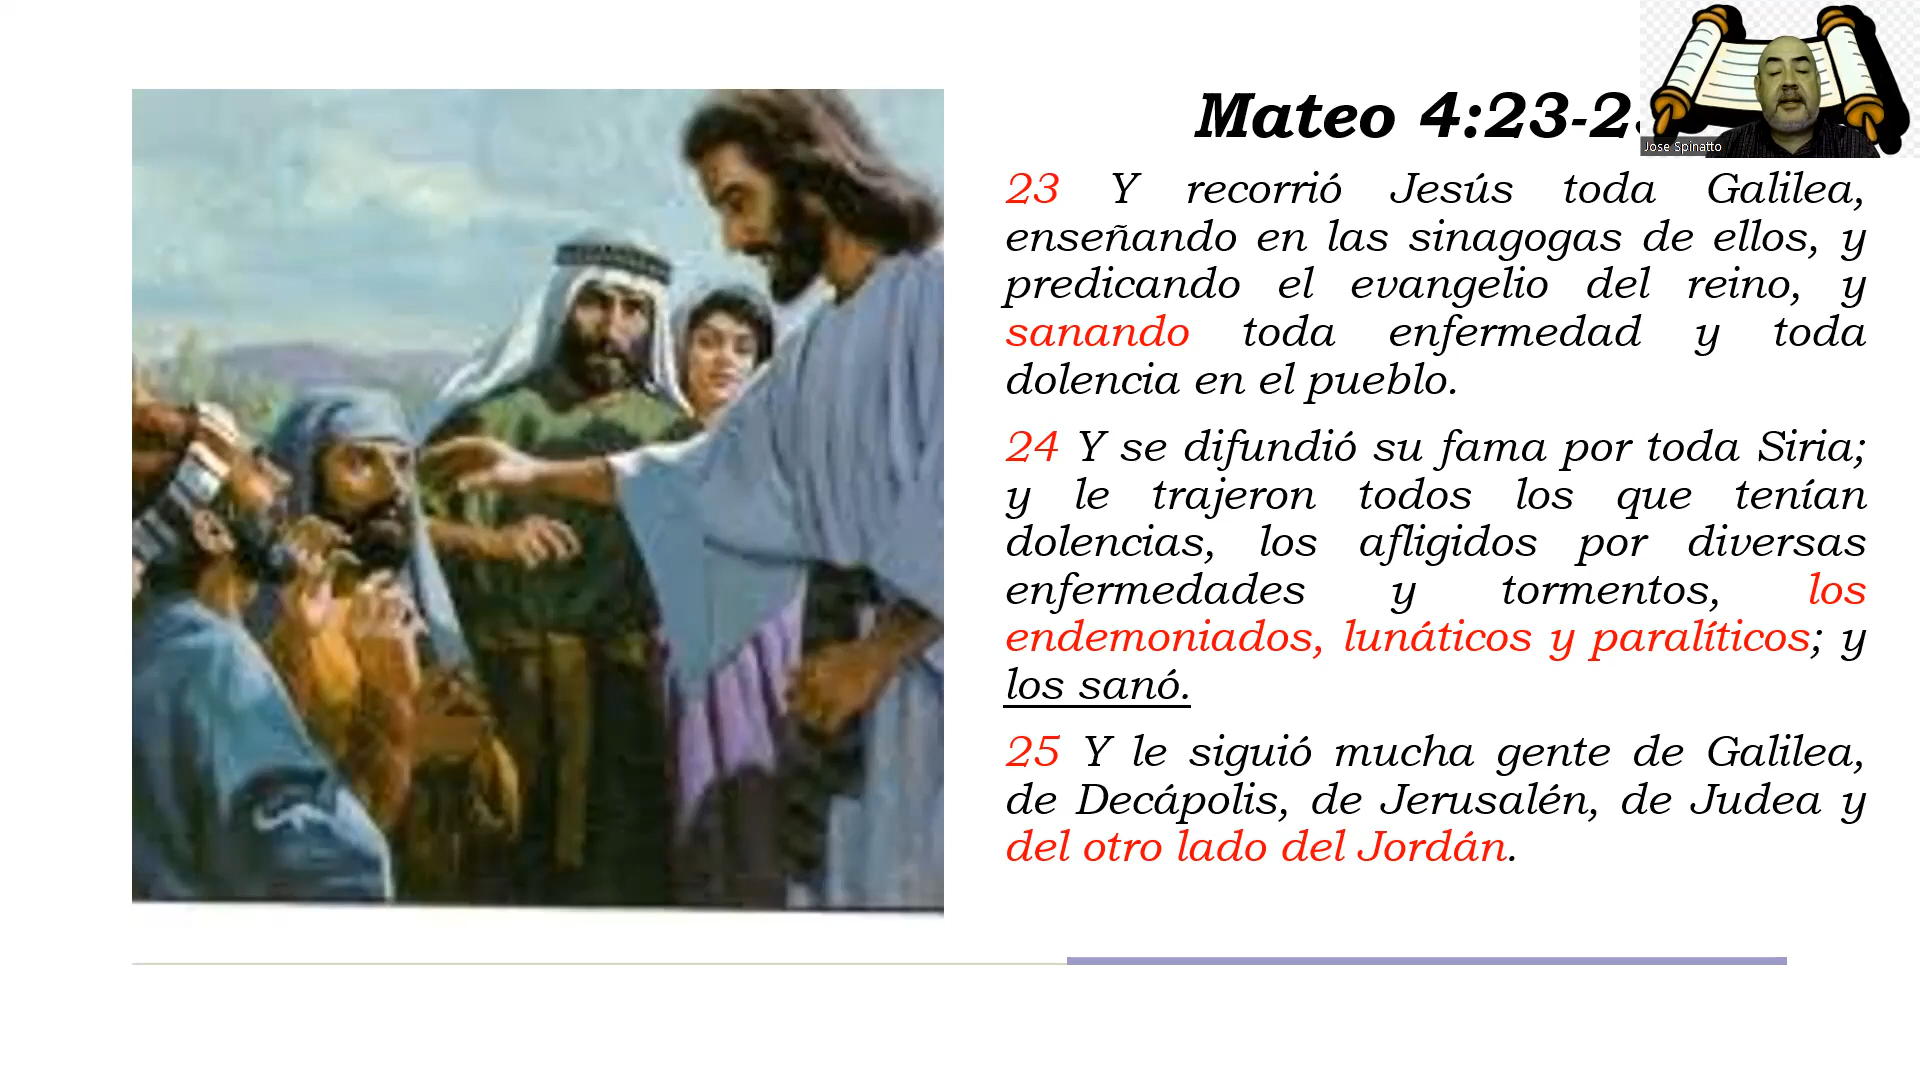 Mateo 4:23-2
Jose Spinatto
23 Y recorrió Jesús toda Galilea,
enseñando en las sinagogas de ellos, y
predicando el evangelio del reino, y
sanando toda enfermedad y toda
dolencia en el pueblo.
24 Y se difundió su fama por toda Siria;
y le trajeron todos los que tenían
dolencias, los afligidos por diversas
enfermedades y tormentos, los
endemoniados, lunáticos y paralíticos; y
los sanó.
25 Y le siguió mucha gente de Galilea,
de Decápolis, de Jerusalén, de Judea y
del otro lado del Jordán.